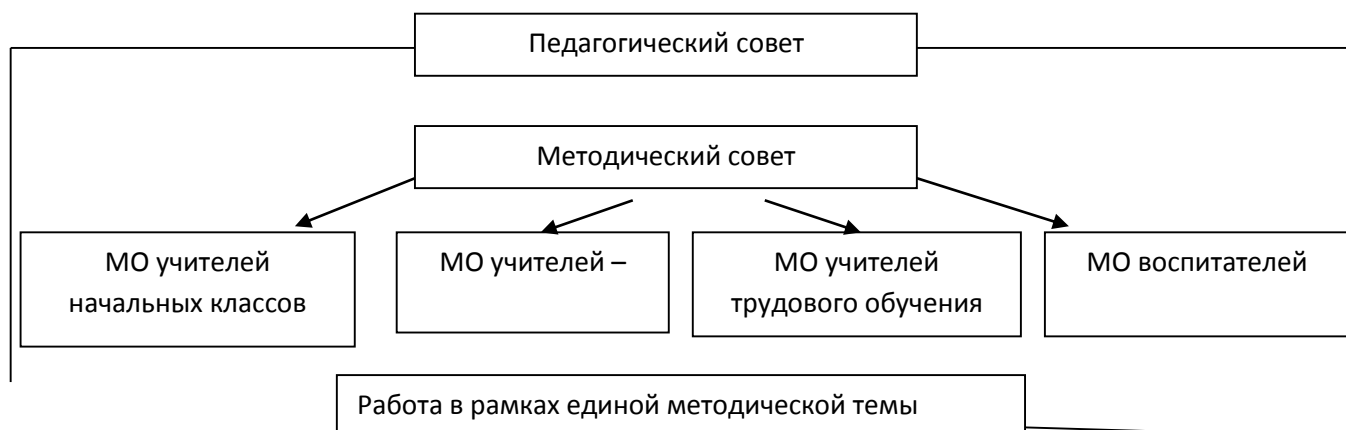 Педагогический совет
Методический совет
МО учителей
начальных классов
МО учителей –
МО учителей
трудового обучения
МО воспитателей
Работа в рамках единой методической темы